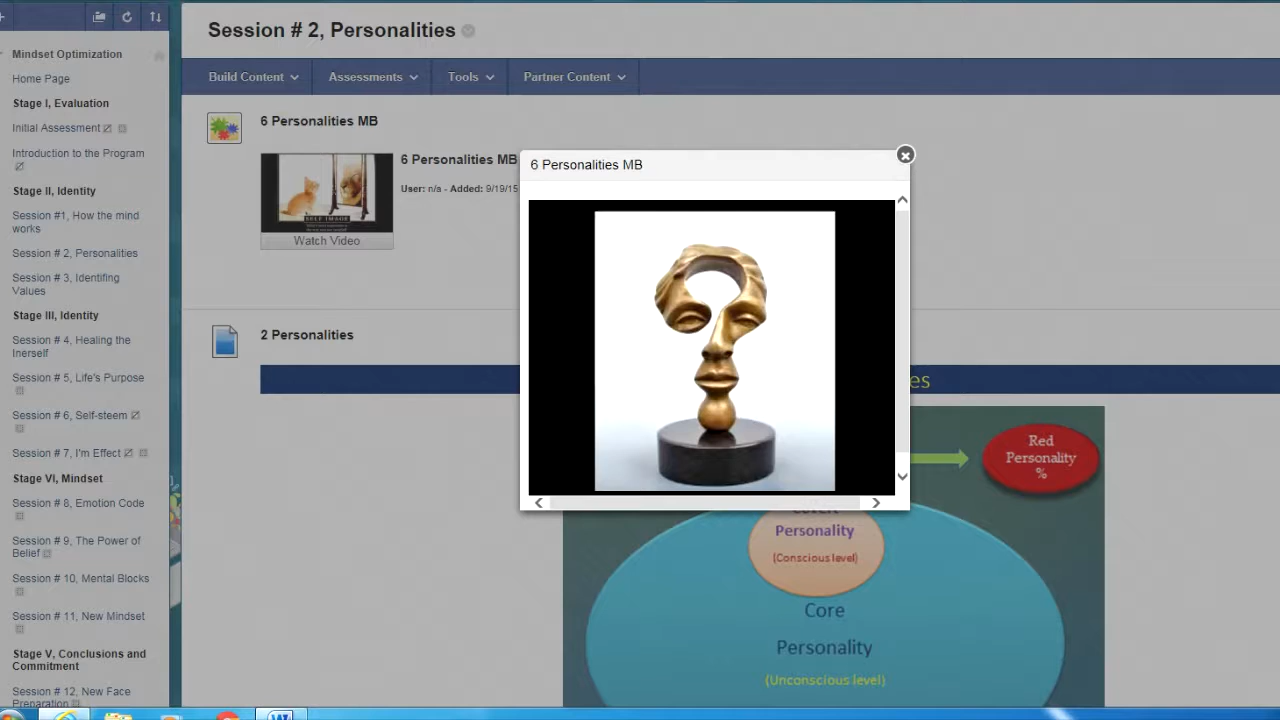 Mindset Optimization
Home Page
Stage I, Evaluation
Initial Assessment
Introduction to the Program
Stage II, Identity
Session #1, How the mind
works
Session # 2, Personalities
Session # 3, Identifing
Values
Stage III, Identity
Session # 4, Healing the
Inerself
Session # 5, Life's Purpose
Session # 6, Self-steem
Session # 7, I'm Effect
Stage VI, Mindset
Session # 8, Emotion Code
Session # 9, The Power of
Belief
Session # 10, Mental Blocks
Session # 11, New Mindset
Stage V, Conclusions and
Commitment
Session # 12, New Face
Preparation
Session # 2, Personalities
Build Content
Assessments
Tools
Partner Content
6 Personalities MB
6 Personalities MB
User: n/a - Added: 9/19/15
SELF IMAGE
Watch Video
6 Personalities MB
2 Personalities
es
Red
Personality
%
Covert
Personality
(Conscious level)
Core
Personality
(Unconscious level)